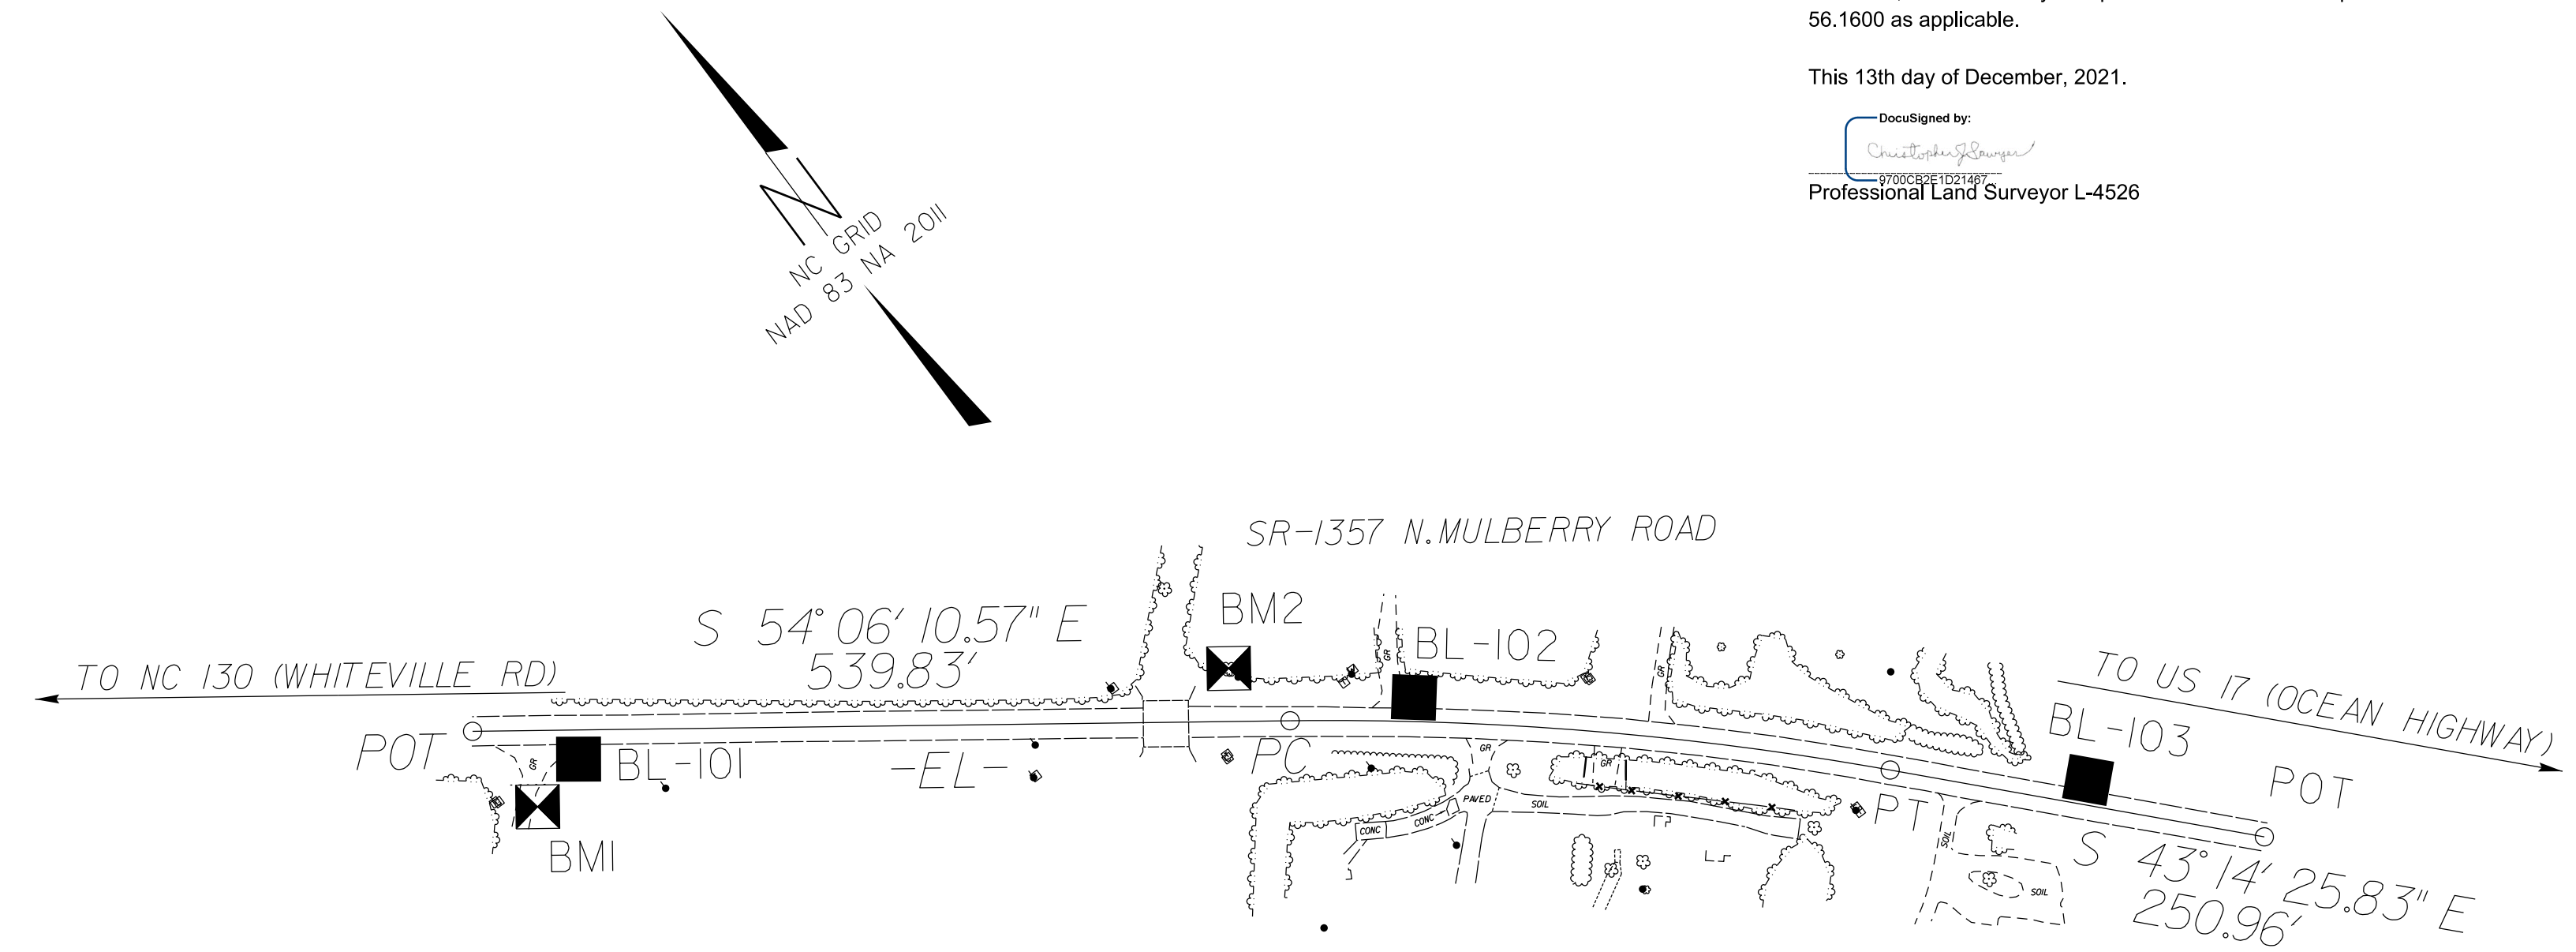 56.1600 as applicable.
This 13th day of December, 2021.
DocuSigned by:
Christopher J Sawyer
9700CB2E1D21467...
Professional Land Surveyor L-4526
N
NC GRID
NAD 83 NA 2011
SR-1357 N. MULBERRY ROAD
S 54° 06' 10.57" E
539.83'
BM2
BL-102
TO NC 130 (WHITEVILLE RD)
TO US 17 (OCEAN HIGHWAY)
GR
GR
BL-103
POT
GR
BL-101
-EL-
PC
GR
GR
PT
POT
PAVED
SOIL
CONC
CONC
BM1
SOIL
SOIL
S 43° 14' 25.83" E
250.96'